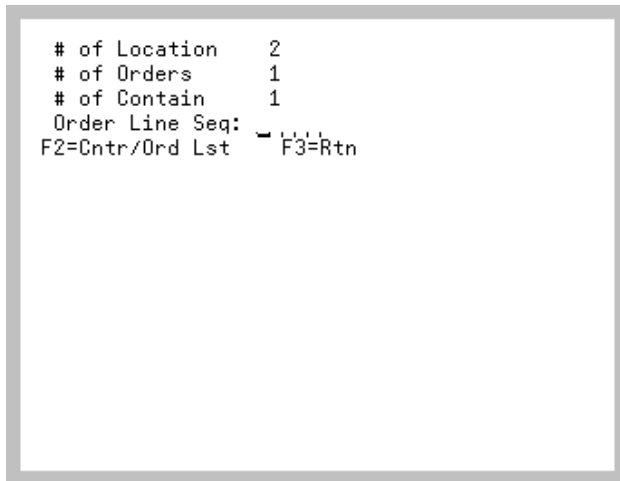 # of Location 2
# of Orders 1
# of Contain 1
Order Line Seq:
F2=Cntr/Ord Lst F3=Rtn